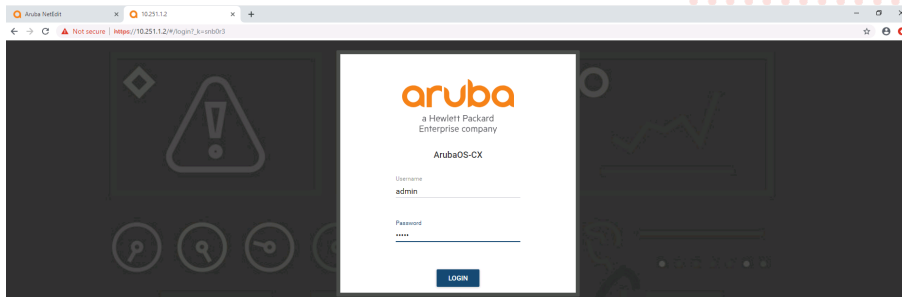 Aruba NetEdit
10.251.1.2
Not secure | https://10.251.1.2/#/login?_k=snb0r3
aruba
a Hewlett Packard
Enterprise company
ArubaOS-CX
Username
admin
Password
•••••
LOGIN